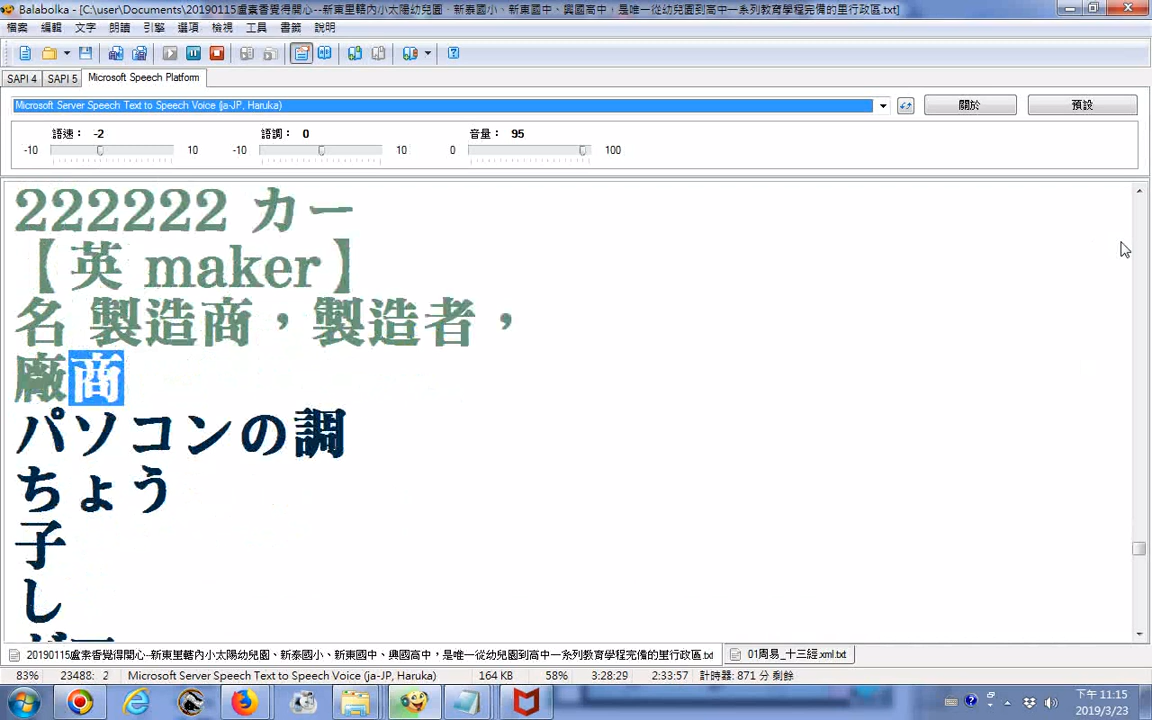 Balabolka - [C:\user\Documents\20190115盧素香覺得開心--新東里轄內小太陽幼兒園、新泰國小、新東國中、興國高中，是唯一從幼兒園到高中一系列教育學程完備的里行政區.txt]
檔案 編輯 文字 朗讀 引擎 選項 檢視 工具 書籤 說明
SAPI 4 SAPI 5 Microsoft Speech Platform
Microsoft Server Speech Text to Speech Voice (ja-JP, Haruka) 關於 預設
語速： -2 語調： 0 音量： 95
-10 10 -10 10 0 100
222222 カー
【英 maker】
名 製造商，製造者，
廠商
パソコンの調
ちょう
子
し
20190115盧素香覺得開心--新東里轄內小太陽幼兒園、新泰國小、新東國中、興國高中，是唯一從幼兒園到高中一系列教育學程完備的里行政區.txt 01周易_十三經.xml.txt
83% 23488: 2 Microsoft Server Speech Text to Speech Voice (ja-JP, Haruka) 164 KB 58% 3:28:29 2:33:57 計時器: 871 分 剩餘
下午 11:15
2019/3/23